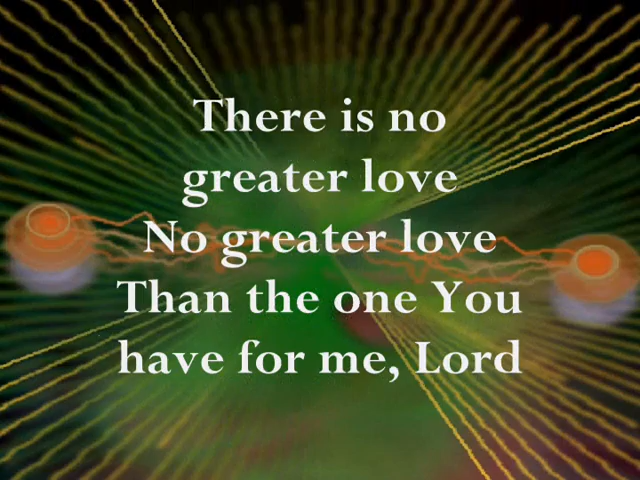 There is no
greater love
No greater love
Than the one You
have for me, Lord